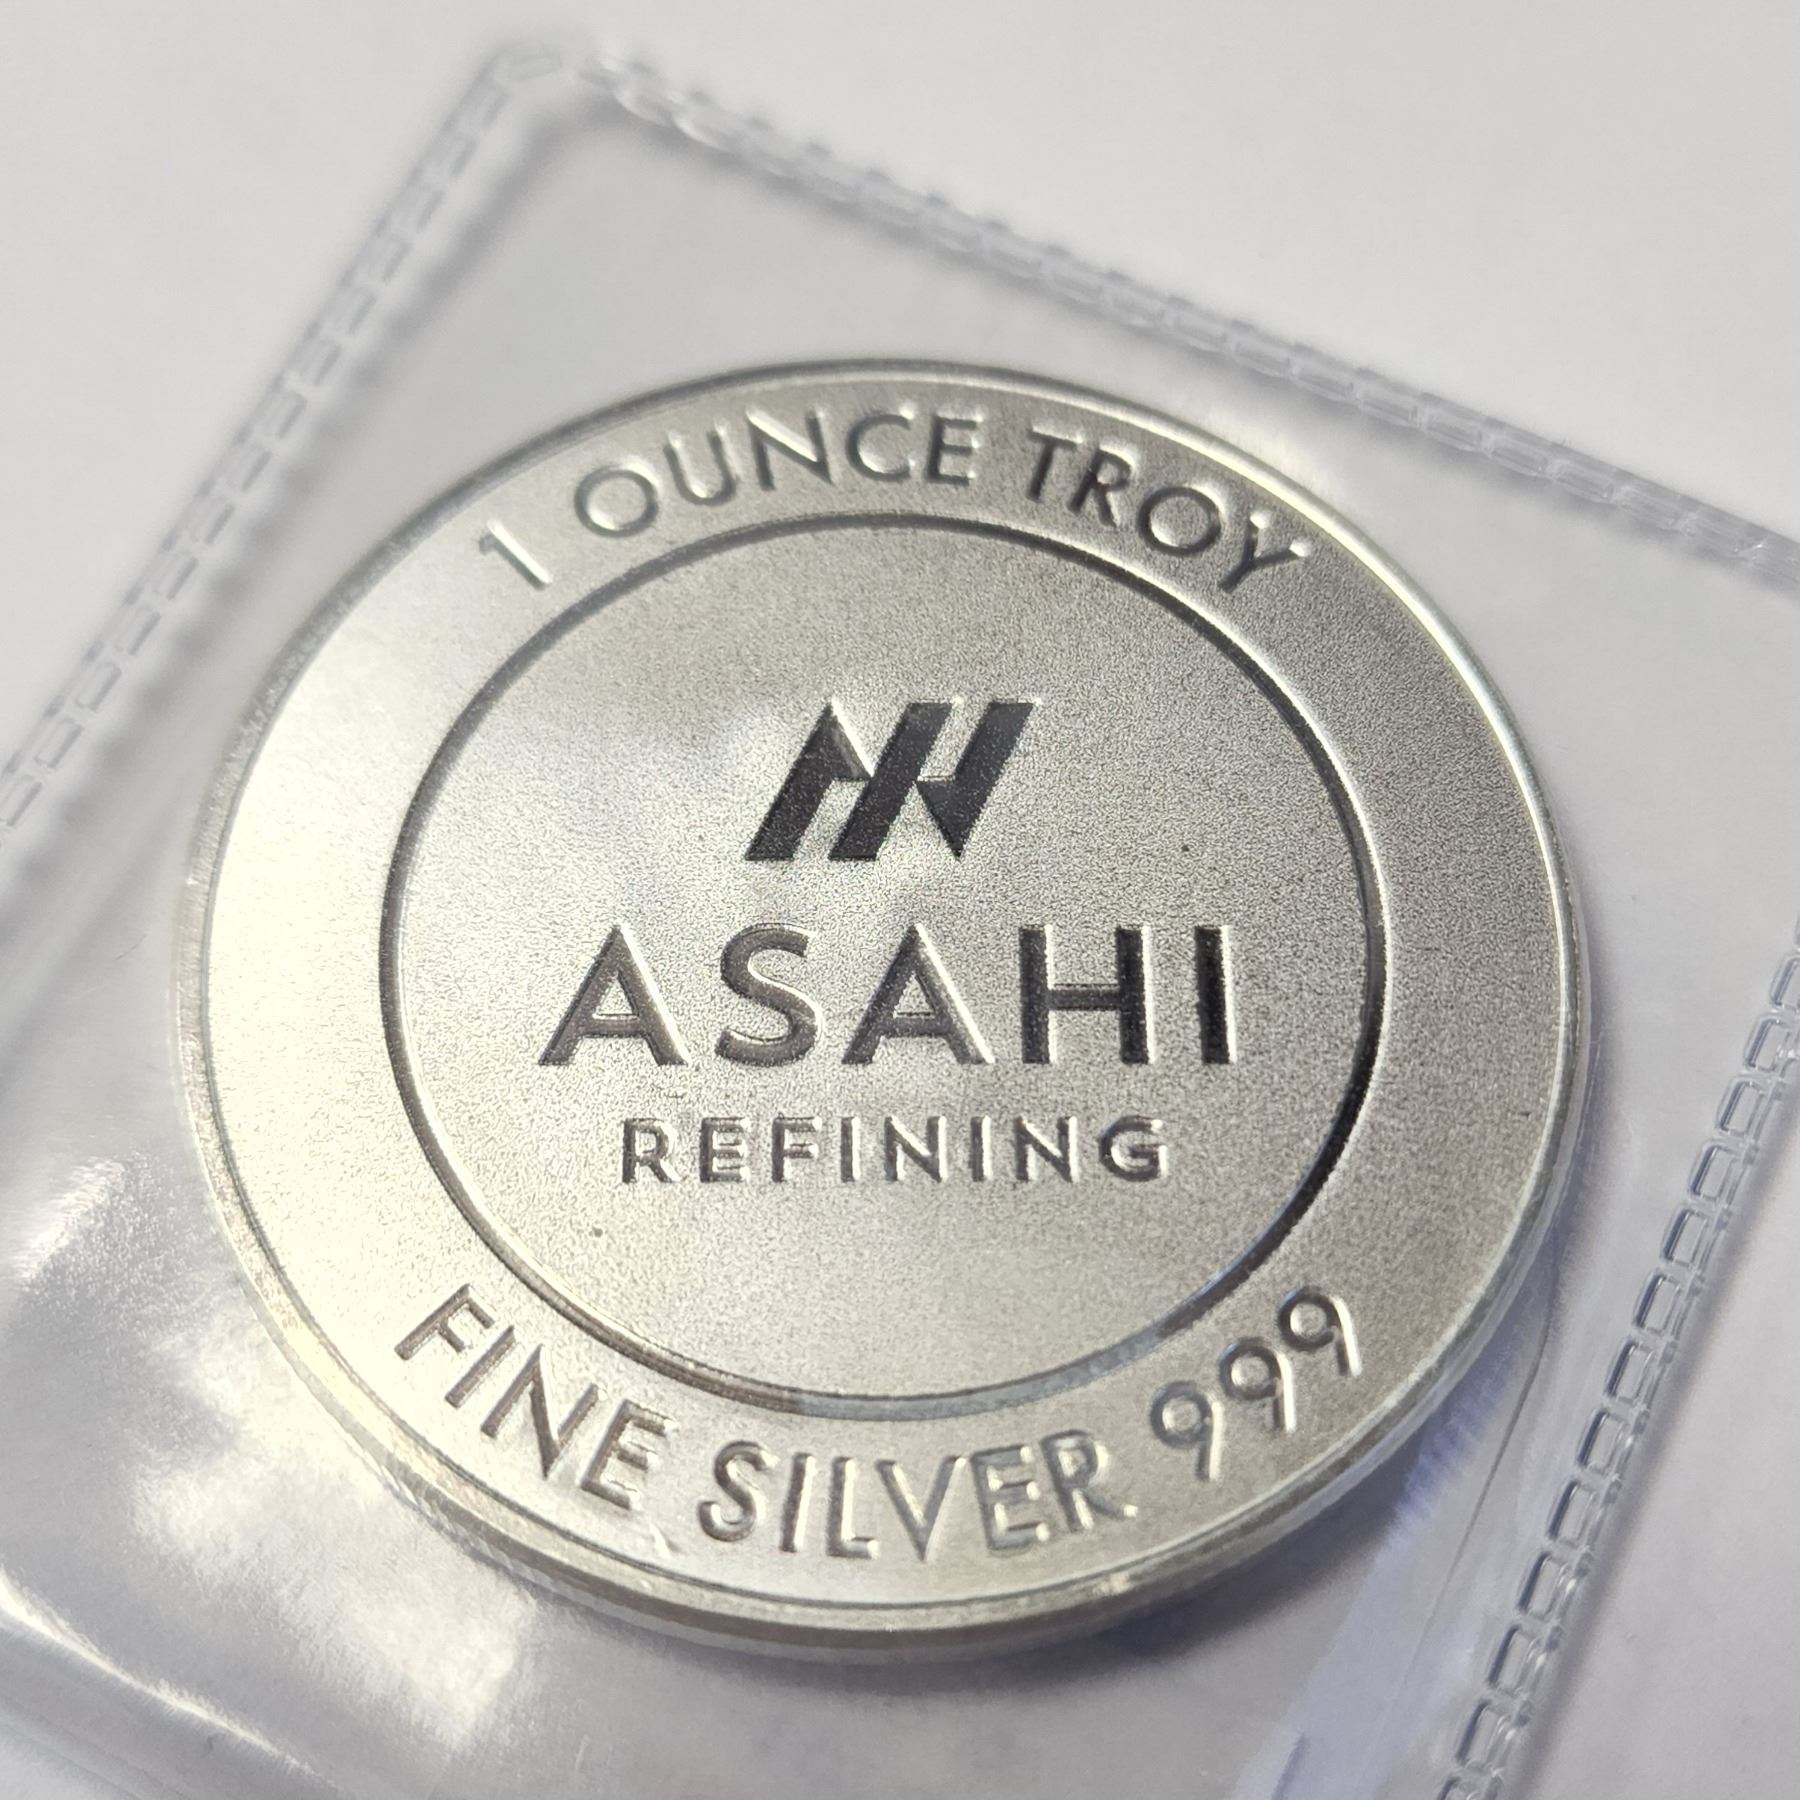 1 OUNCE TROY
ASAHI
REFINING
FINE SILVER 999